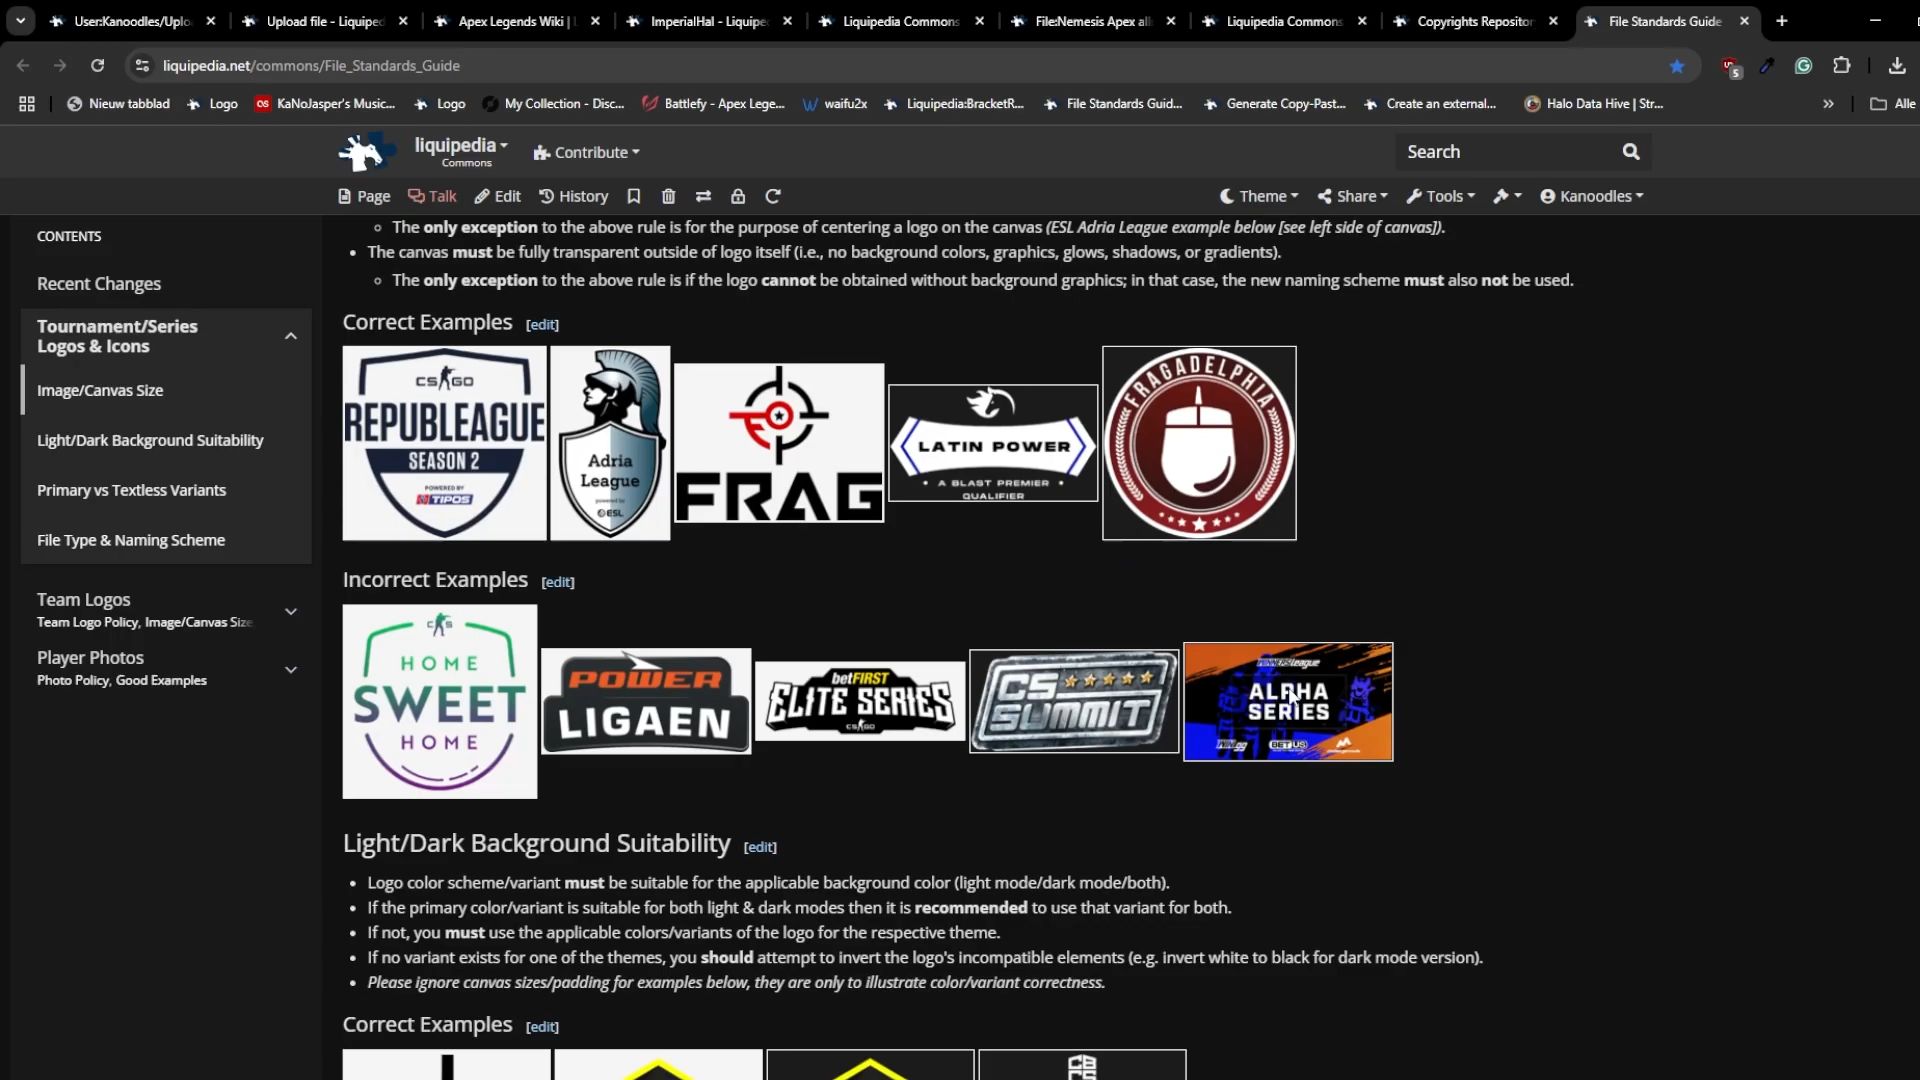 User:Kanoodles/Uplo
Upload file - Liquiped
Apex Legends Wiki | L
ImperialHal - Liquipe
Liquipedia Commons
File:Nemesis Apex all
Liquipedia Commons
Copyrights Repositor
File Standards Guide
liquipedia.net/commons/File_Standards_Guide
5
Nieuw tabblad
Logo
OS
KaNoJasper's Music...
Logo
My Collection - Disc...
Battlefy - Apex Lege...
waifu2x
Liquipedia:BracketR...
File Standards Guid...
Generate Copy-Past...
Create an external...
Halo Data Hive | Str...
Alle
liquipedia
Commons
Contribute
Search
Page
Talk
Edit
History
Theme
Share
Tools
Kanoodles
CONTENTS
Recent Changes
Tournament/Series
Logos & Icons
Image/Canvas Size
Light/Dark Background Suitability
Primary vs Textless Variants
File Type & Naming Scheme
Team Logos
Team Logo Policy, Image/Canvas Size,
Player Photos
Photo Policy, Good Examples
The only exception to the above rule is for the purpose of centering a logo on the canvas (ESL Adria League example below [see left side of canvas]).
The canvas must be fully transparent outside of logo itself (i.e., no background colors, graphics, glows, shadows, or gradients).
The only exception to the above rule is if the logo cannot be obtained without background graphics; in that case, the new naming scheme must also not be used.
Correct Examples [edit]
CS GO
REPUBLEAGUE
SEASON 2
POWERED BY
TIPOS
Adria
League
powered by
ESL
FRAG
LATIN POWER
• A BLAST PREMIER •
QUALIFIER
FRAGADELPHIA
Incorrect Examples [edit]
CS
HOME
SWEET
HOME
POWER
LIGAEN
betFIRST
ELITE SERIES
CS GO
CS
SUMMIT
WINNERSleague
ALPHA
SERIES
WIN.gg
BETUS
Light/Dark Background Suitability [edit]
Logo color scheme/variant must be suitable for the applicable background color (light mode/dark mode/both).
If the primary color/variant is suitable for both light & dark modes then it is recommended to use that variant for both.
If not, you must use the applicable colors/variants of the logo for the respective theme.
If no variant exists for one of the themes, you should attempt to invert the logo's incompatible elements (e.g. invert white to black for dark mode version).
Please ignore canvas sizes/padding for examples below, they are only to illustrate color/variant correctness.
Correct Examples [edit]